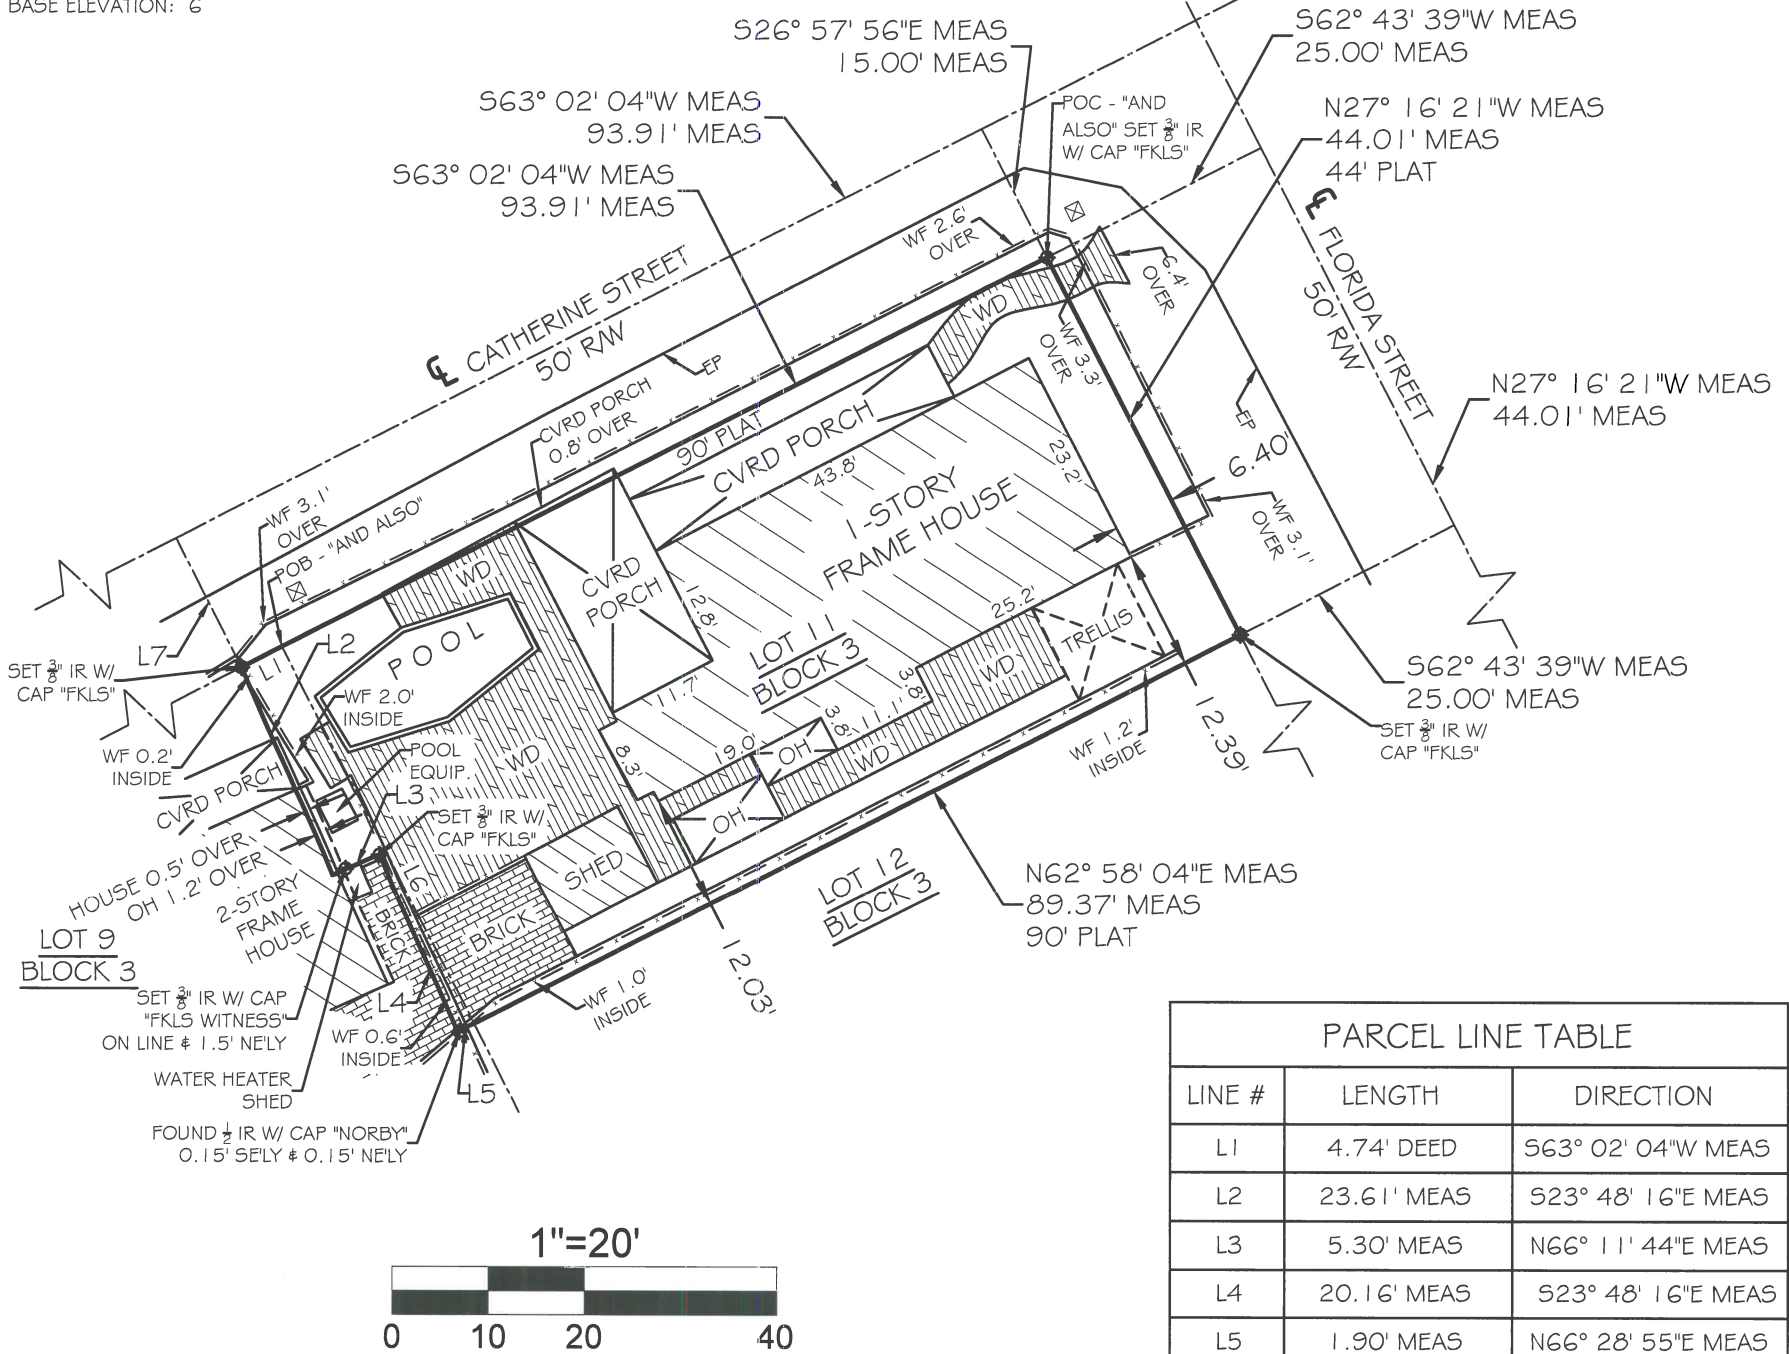 BASE ELEVATION: 6
S26° 57' 56"E MEAS
15.00' MEAS
S62° 43' 39"W MEAS
25.00' MEAS
S63° 02' 04"W MEAS
93.91' MEAS
POC - "AND
ALSO" SET 3/8" IR
W/ CAP "FKLS"
N27° 16' 21"W MEAS
44.01' MEAS
44' PLAT
S63° 02' 04"W MEAS
93.91' MEAS
WF 2.6'
OVER
6.4'
OVER
℄ CATHERINE STREET
50' R/W
℄ FLORIDA STREET
50' R/W
EP
WD
WF 3.3'
OVER
N27° 16' 21"W MEAS
44.01' MEAS
CVRD PORCH
0.8' OVER
90' PLAT
CVRD PORCH
43.8'
23.2'
EP
6.40'
1-STORY
FRAME HOUSE
WF 3.1'
OVER
WF 3.1'
OVER
POB - "AND ALSO"
WD
CVRD
PORCH
12.8'
25.2'
TRELLIS
POOL
LOT 11
BLOCK 3
WD
L7
L1
L2
SET 3/8" IR W/
CAP "FKLS"
S62° 43' 39"W MEAS
25.00' MEAS
WF 2.0'
INSIDE
11.7'
3.8'
11.1'
3.8'
12.39'
SET 3/8" IR W/
CAP "FKLS"
WF 0.2'
INSIDE
POOL
EQUIP.
WD
8.3'
19.0'
OH
WD
WF 1.2'
INSIDE
CVRD PORCH
L3
SET 3/8" IR W/
CAP "FKLS"
OH
HOUSE 0.5' OVER
OH 1.2' OVER
2-STORY
FRAME
HOUSE
L6
SHED
LOT 12
BLOCK 3
N62° 58' 04"E MEAS
89.37' MEAS
90' PLAT
BRICK
BRICK
LOT 9
BLOCK 3
12.03'
SET 3/8" IR W/ CAP
"FKLS WITNESS"
ON LINE & 1.5' NE'LY
L4
WF 1.0'
INSIDE
WF 0.6'
INSIDE
WATER HEATER
SHED
L5
FOUND 1/2 IR W/ CAP "NORBY"
0.15' SE'LY & 0.15' NE'LY
1"=20'
0 10 20 40
PARCEL LINE TABLE
LINE # LENGTH DIRECTION
L1 4.74' DEED S63° 02' 04"W MEAS
L2 23.61' MEAS S23° 48' 16"E MEAS
L3 5.30' MEAS N66° 11' 44"E MEAS
L4 20.16' MEAS S23° 48' 16"E MEAS
L5 1.90' MEAS N66° 28' 55"E MEAS